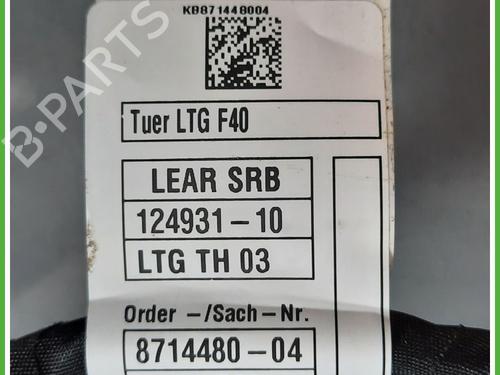 KB871448004
Tuer LTG F40
LEAR SRB
124931-10
LTG TH 03
Order -/Sach-Nr.
8714480-04
B-PARTS